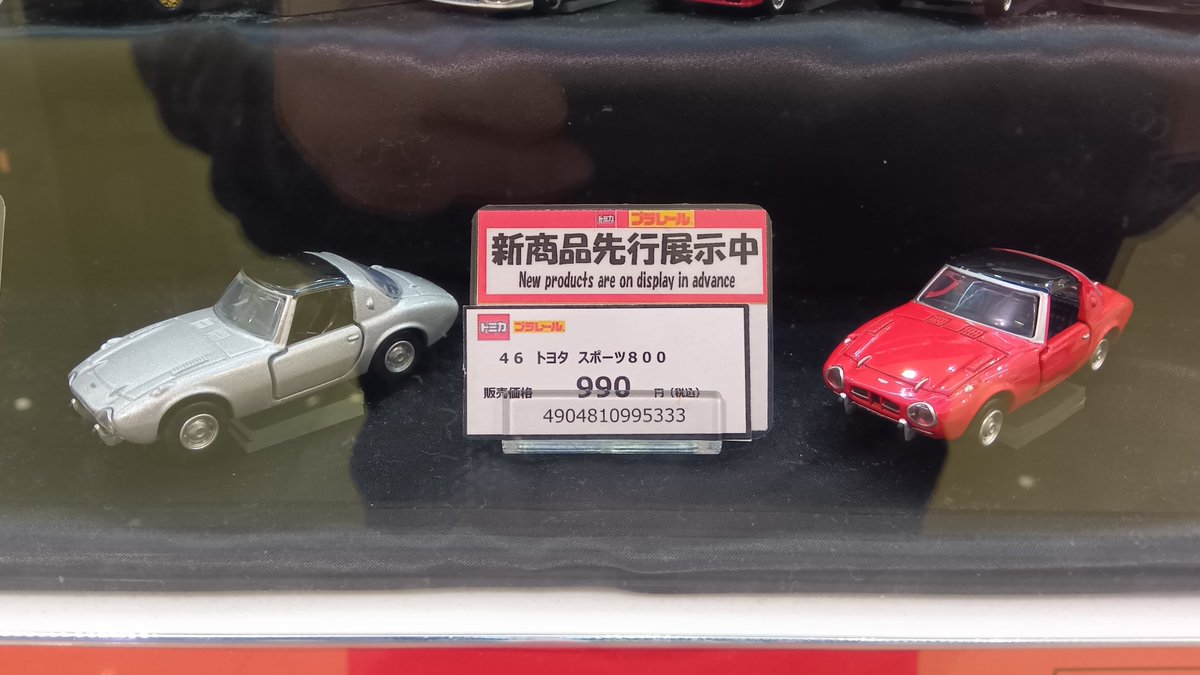 トミカ プラレール
新商品先行展示中
New products are on display in advance
トミカ プラレール
46 トヨタ スポーツ800
販売価格 990 円(税込)
4904810995333